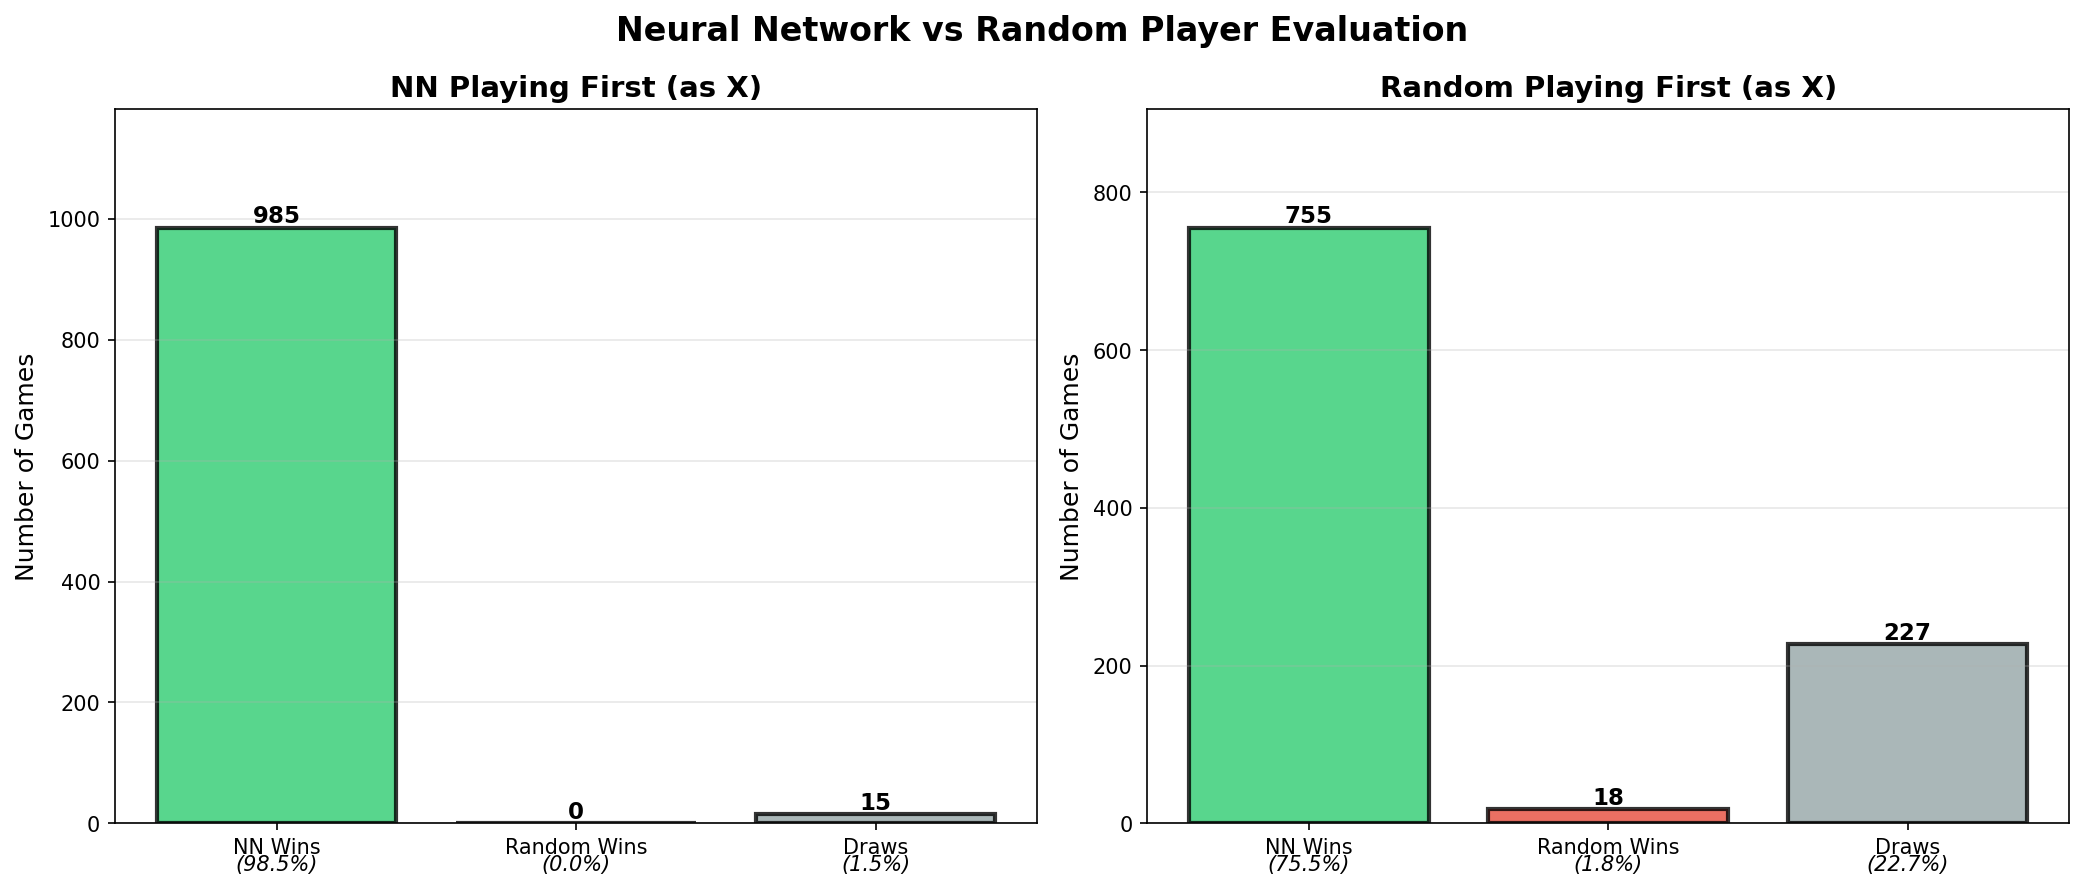 Neural Network vs Random Player Evaluation
NN Playing First (as X)
Number of Games
1000
800
600
400
200
0
985
0
15
NN Wins
(98.5%)
Random Wins
(0.0%)
Draws
(1.5%)
Random Playing First (as X)
Number of Games
800
600
400
200
0
755
18
227
NN Wins
(75.5%)
Random Wins
(1.8%)
Draws
(22.7%)